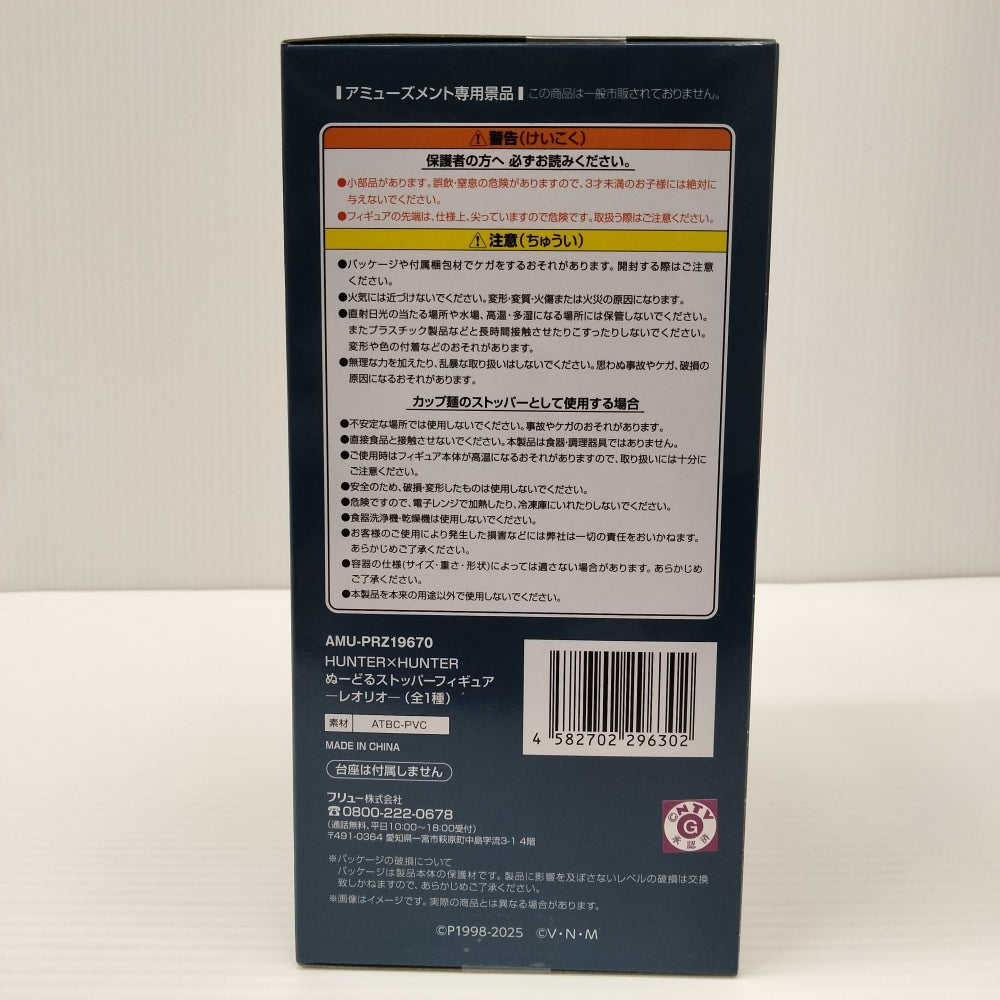 アミューズメント専用景品 この商品は一般市販されておりません。
⚠警告(けいこく)
保護者の方へ 必ずお読みください。
●小部品があります。誤飲・窒息の危険がありますので、3才未満のお子様には絶対に
与えないでください。
●フィギュアの先端は、仕様上、尖っていますので危険です。取扱う際はご注意ください。
⚠注意(ちゅうい)
●パッケージや付属梱包材でケガをするおそれがあります。開封する際はご注意
ください。
●火気には近づけないでください。変形・変質・火傷または火災の原因になります。
●直射日光の当たる場所や水場、高温・多湿になる場所には保管しないでください。
またプラスチック製品などと長時間接触させたりこすったりしないでください。
変形や色の付着などのおそれがあります。
●無理な力を加えたり、乱暴な取り扱いはしないでください。思わぬ事故やケガ、破損の
原因になるおそれがあります。
カップ麺のストッパーとして使用する場合
●不安定な場所では使用しないでください。事故やケガのおそれがあります。
●直接食品と接触させないでください。本製品は食器・調理器具ではありません。
●ご使用時はフィギュア本体が高温になるおそれがありますので、取り扱いには十分に
ご注意ください。
●安全のため、破損・変形したものは使用しないでください。
●危険ですので、電子レンジで加熱したり、冷凍庫にいれたりしないでください。
●食器洗浄機・乾燥機は使用しないでください。
●お客様のご使用により発生した損害などには弊社は一切の責任をおいかねます。
あらかじめご了承ください。
●容器の仕様(サイズ・重さ・形状)によっては適さない場合があります。あらかじめ
ご了承ください。
●本製品を本来の用途以外で使用しないでください。
AMU-PRZ19670
HUNTER×HUNTER
ぬーどるストッパーフィギュア
―レオリオ―(全1種)
素材 ATBC-PVC
MADE IN CHINA
台座は付属しません
4 582702 296302
フリュー株式会社
☎0800-222-0678
(通話無料、平日10:00～18:00受付)
〒491-0364 愛知県一宮市萩原町中島字流3-1 4階
©NTV
G
承認
※パッケージの破損について
パッケージは製品本体の保護材です。製品に影響を及ぼさないレベルの破損は交換
致しかねますので、あらかじめご了承ください。
※画像はイメージです。実際の商品とは異なる場合があります。
©P1998-2025 ©V・N・M